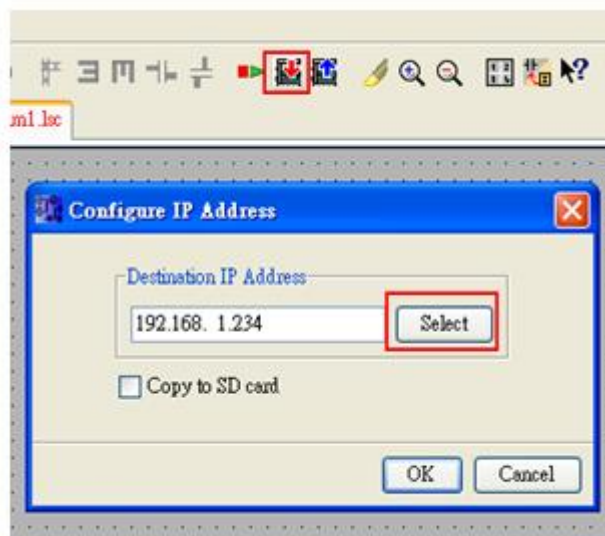 m1.lsc
Configure IP Address
Destination IP Address
192.168. 1.234
Select
Copy to SD card
OK
Cancel